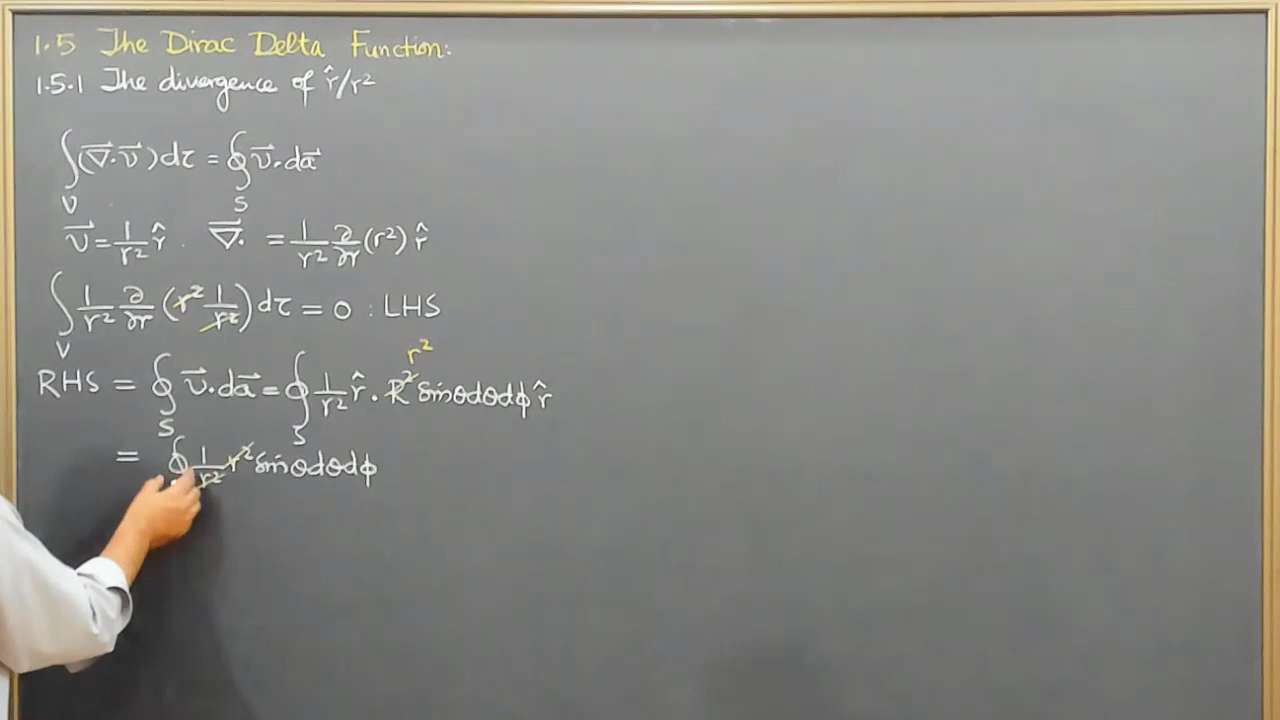 1.5 The Dirac Delta Function:
1.5.1 The divergence of r̂/r²
∫_V (∇⃗·v⃗)dτ = ∮_S v⃗·da⃗
v⃗ = 1/r² r̂ . ∇⃗· = 1/r² ∂/∂r (r²) r̂
∫_V 1/r² ∂/∂r (r² 1/r²) dτ = 0 : LHS
r²
RHS = ∮_S v⃗·da⃗ = ∮_S 1/r² r̂ · R² sinθdθdϕ r̂
= ∮ 1/r² r² sinθdθdϕ